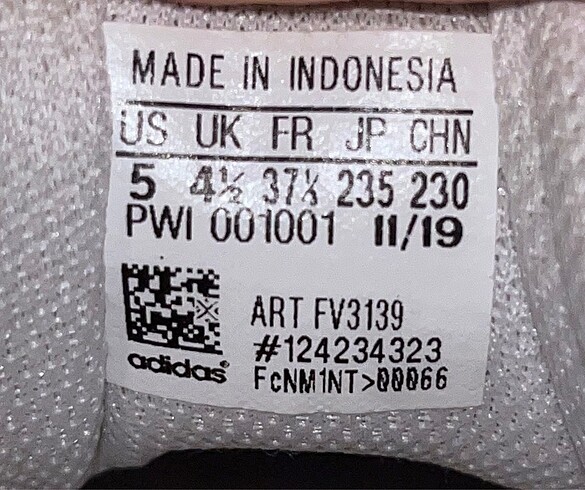 MADE IN INDONESIA
US UK FR JP CHN
5 4½ 37⅓ 235 230
PWI 001001 11/19
ART FV3139
#124234323
adidas®
FcNM1NT>00066